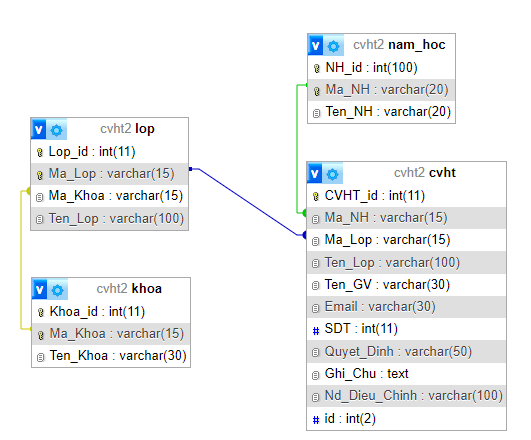 v cvht2 nam_hoc
NH_id : int(100)
Ma_NH : varchar(20)
Ten_NH : varchar(20)
v cvht2 lop
Lop_id : int(11)
Ma_Lop : varchar(15)
Ma_Khoa : varchar(15)
Ten_Lop : varchar(100)
v cvht2 cvht
CVHT_id : int(11)
Ma_NH : varchar(15)
Ma_Lop : varchar(15)
Ten_Lop : varchar(100)
Ten_GV : varchar(30)
Email : varchar(30)
# SDT : int(11)
Quyet_Dinh : varchar(50)
Ghi_Chu : text
Nd_Dieu_Chinh : varchar(100)
# id : int(2)
v cvht2 khoa
Khoa_id : int(11)
Ma_Khoa : varchar(15)
Ten_Khoa : varchar(30)